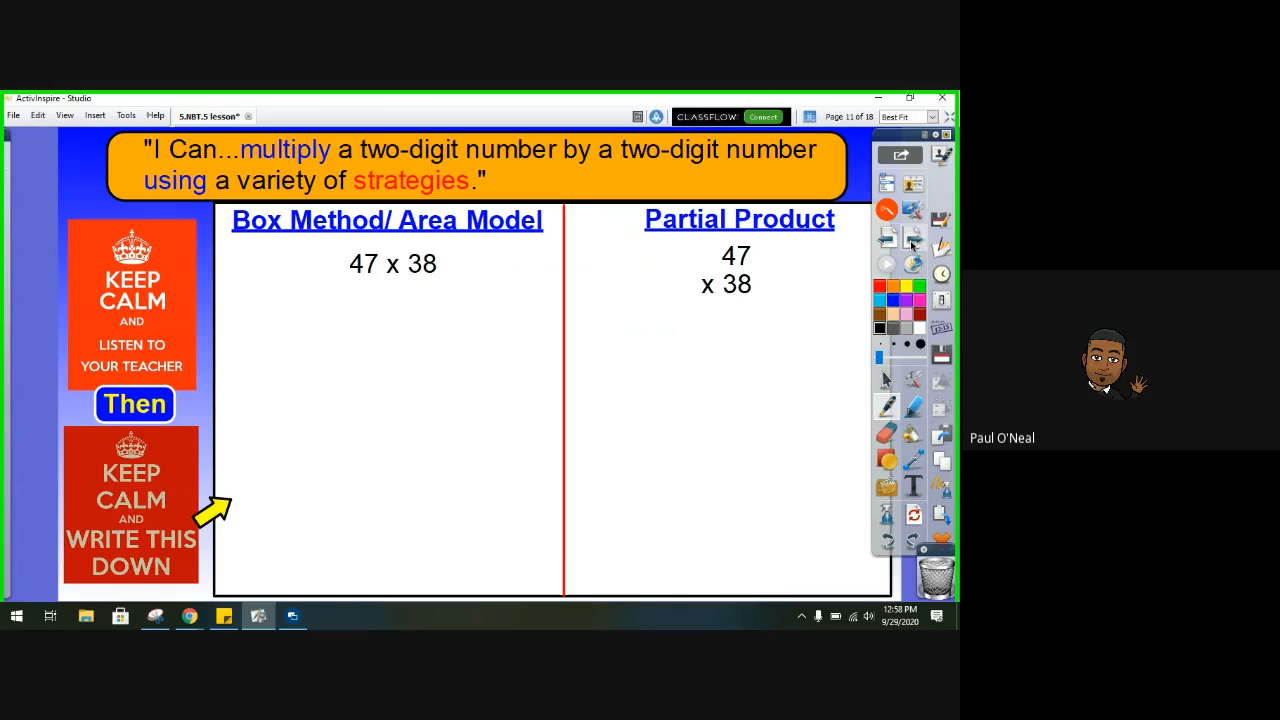 ActivInspire - Studio
File Edit View Insert Tools Help 5.NBT.5 lesson* CLASSFLOW Connect Page 11 of 18 Best Fit
"I Can...multiply a two-digit number by a two-digit number
using a variety of strategies."
KEEP
CALM
AND
LISTEN TO
YOUR TEACHER
Then
KEEP
CALM
AND
WRITE THIS
DOWN
Box Method/ Area Model
47 x 38
Partial Product
47
x 38
Paul O'Neal
12:58 PM
9/29/2020